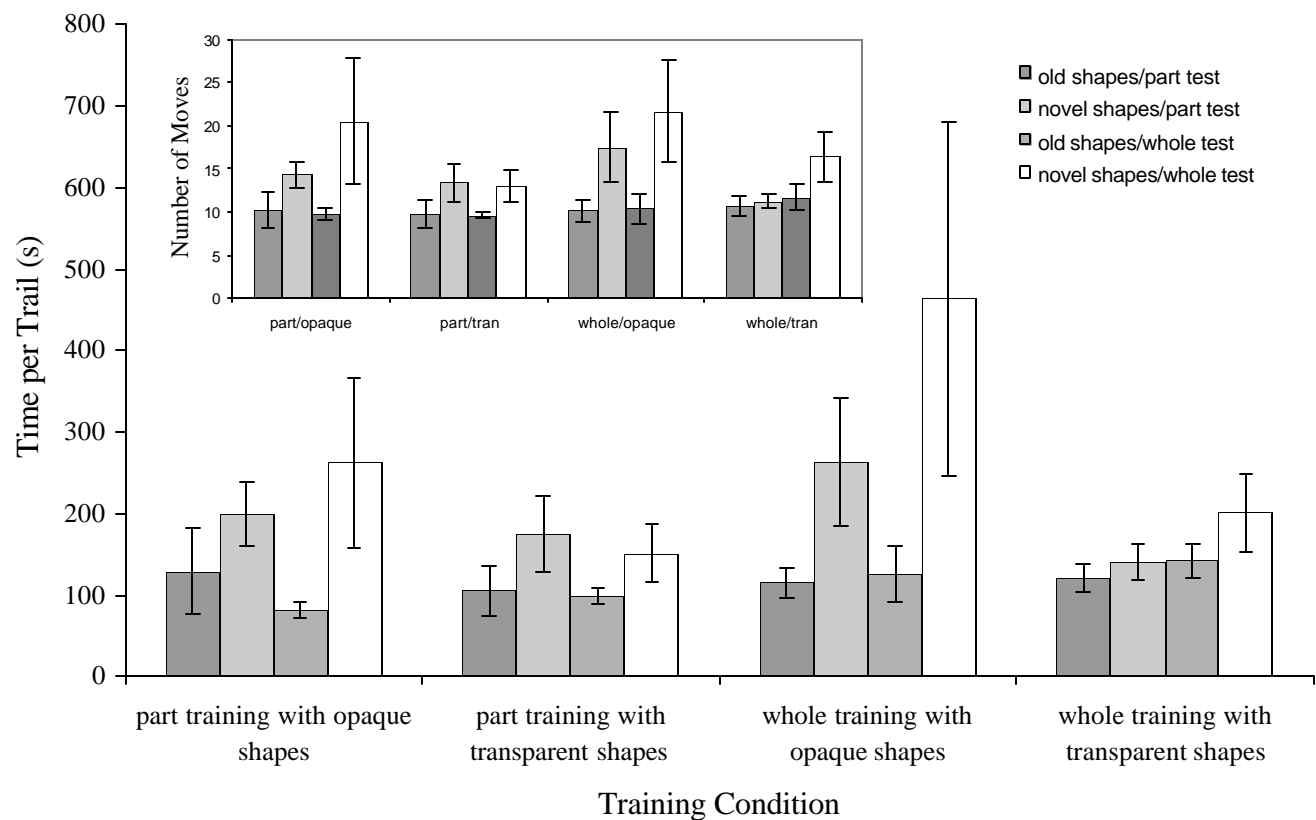 800
700
600
500
400
300
200
100
0
Time per Trail (s)
30
25
20
15
10
5
0
Number of Moves
part/opaque
part/tran
whole/opaque
whole/tran
old shapes/part test
novel shapes/part test
old shapes/whole test
novel shapes/whole test
part training with opaque
shapes
part training with
transparent shapes
whole training with
opaque shapes
whole training with
transparent shapes
Training Condition